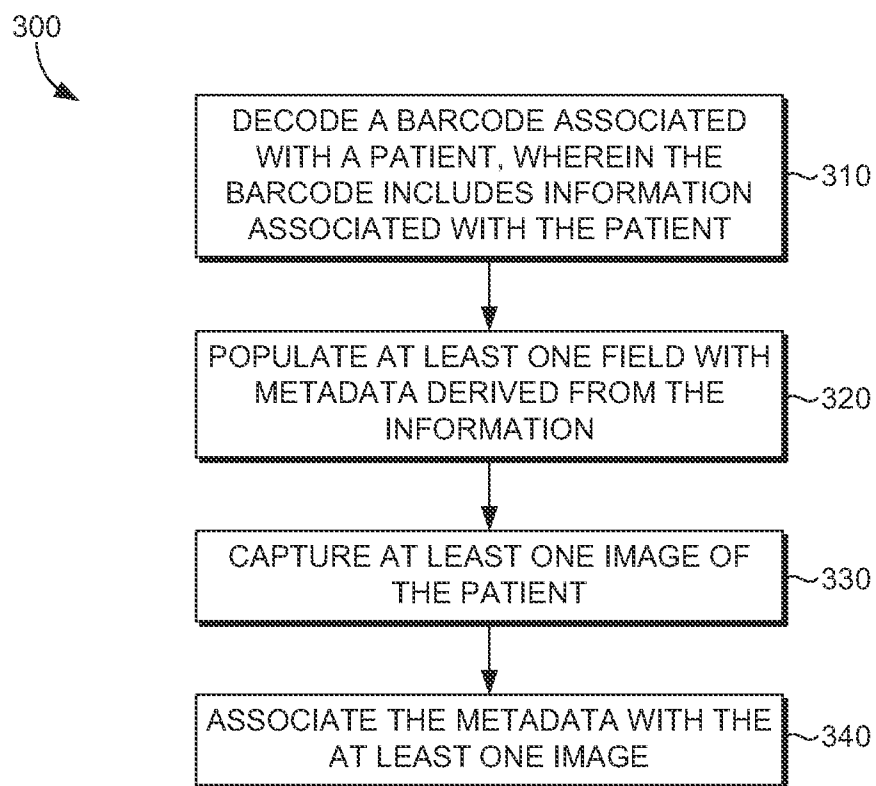 300
DECODE A BARCODE ASSOCIATED
WITH A PATIENT, WHEREIN THE
BARCODE INCLUDES INFORMATION
ASSOCIATED WITH THE PATIENT
310
POPULATE AT LEAST ONE FIELD WITH
METADATA DERIVED FROM THE
INFORMATION
320
CAPTURE AT LEAST ONE IMAGE OF
THE PATIENT
330
ASSOCIATE THE METADATA WITH THE
AT LEAST ONE IMAGE
340